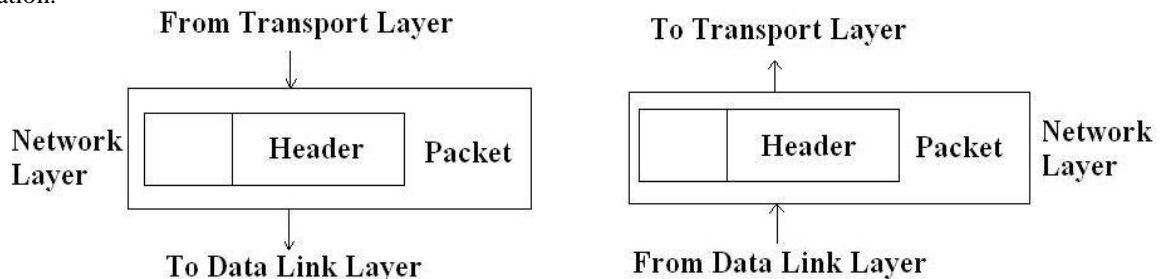 ation.
From Transport Layer
To Transport Layer
Network
Layer
Header
Packet
Header
Packet
Network
Layer
To Data Link Layer
From Data Link Layer